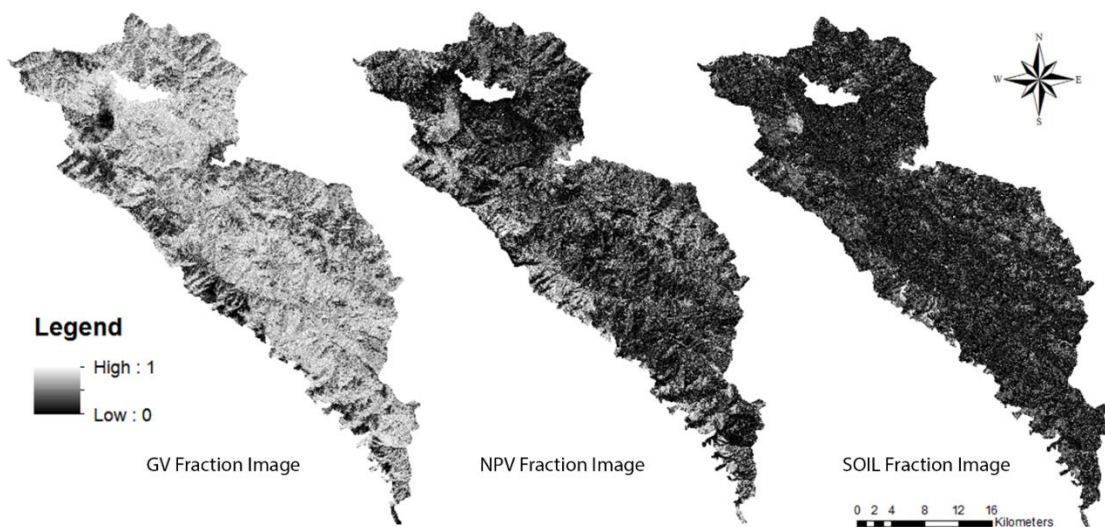 N
W E
S
Legend
High : 1
Low : 0
GV Fraction Image
NPV Fraction Image
SOIL Fraction Image
0 2 4 8 12 16
Kilometers